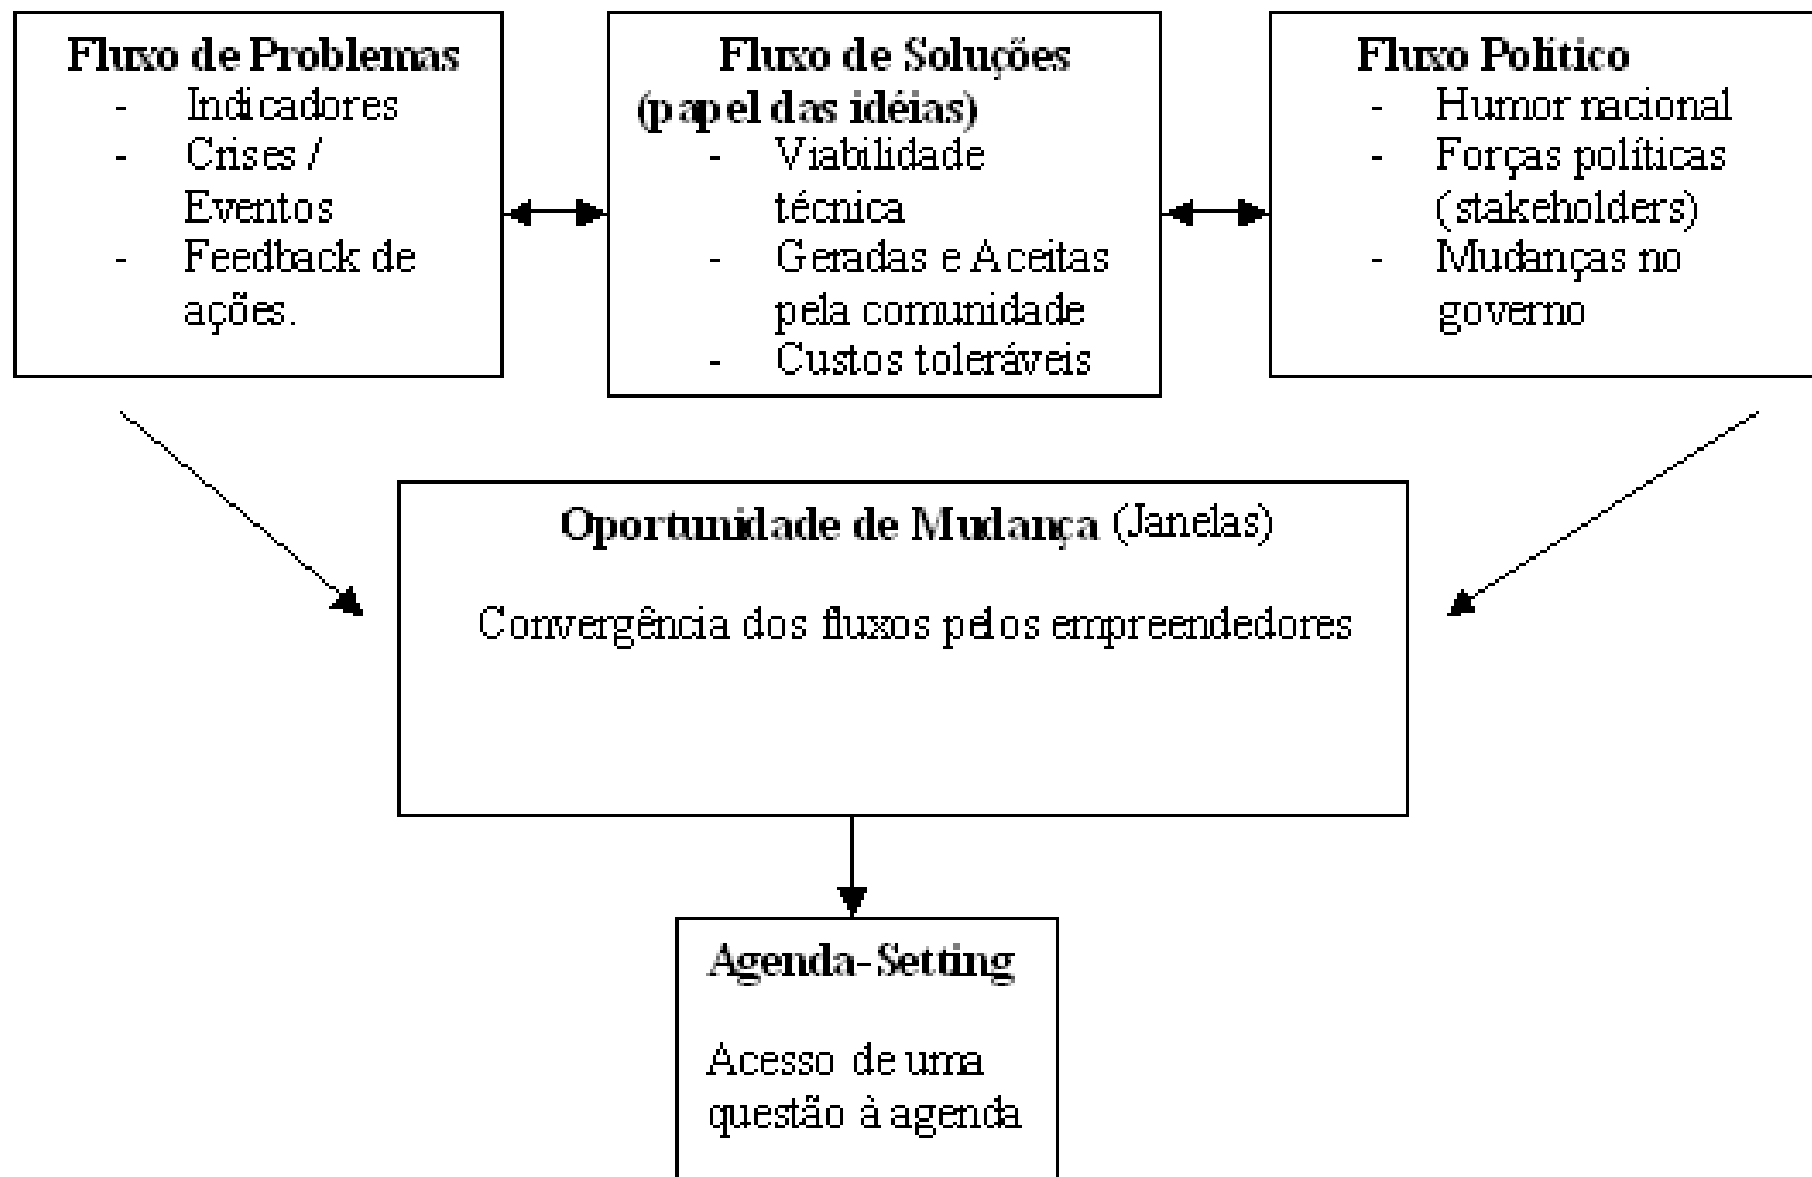 Fluxo de Problemas
- Indicadores
- Crises /
Eventos
- Feedback de
ações.
Fluxo de Soluções
(papel das idéias)
- Viabilidade
técnica
- Geradas e Aceitas
pela comunidade
- Custos toleráveis
Fluxo Político
- Humor nacional
- Forças políticas
(stakeholders)
- Mudanças no
governo
Oportunidade de Mudança (Janelas)
Convergência dos fluxos pelos empreendedores
Agenda-Setting
Acesso de uma
questão à agenda